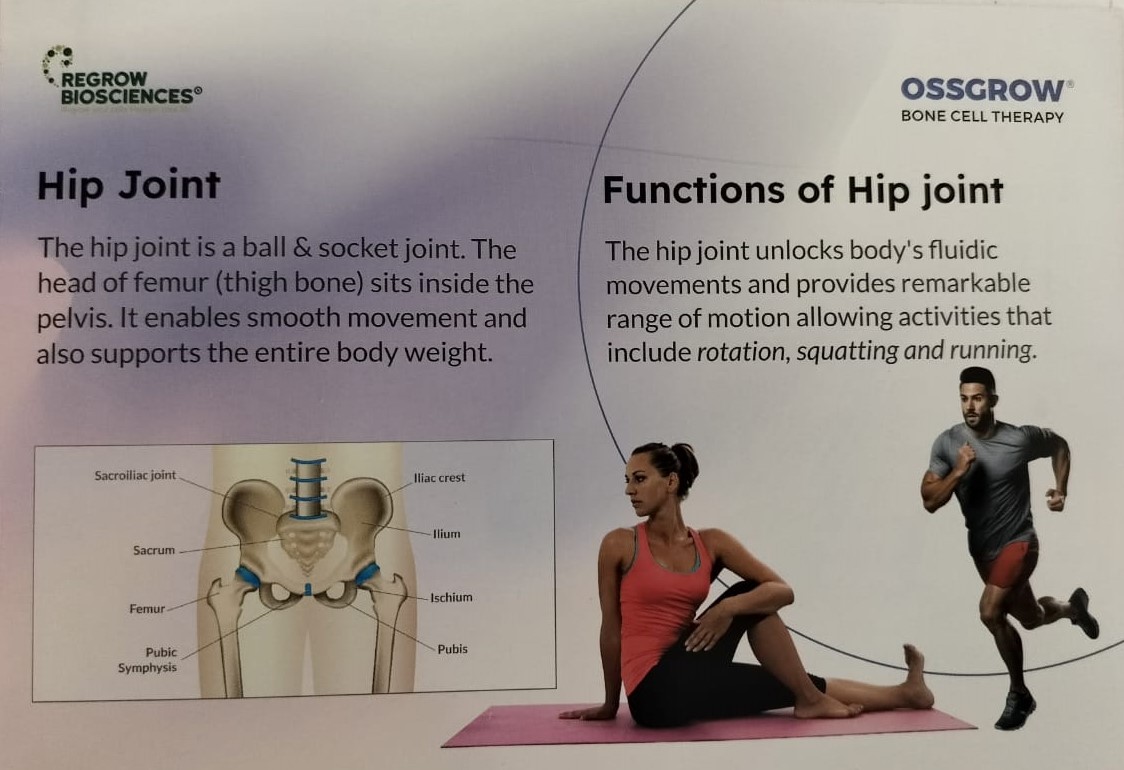 REGROW
BIOSCIENCES®
OSSGROW®
BONE CELL THERAPY
Hip Joint
The hip joint is a ball & socket joint. The
head of femur (thigh bone) sits inside the
pelvis. It enables smooth movement and
also supports the entire body weight.
Functions of Hip joint
The hip joint unlocks body's fluidic
movements and provides remarkable
range of motion allowing activities that
include rotation, squatting and running.
Sacroiliac joint
Sacrum
Femur
Pubic
Symphysis
Iliac crest
Ilium
Ischium
Pubis